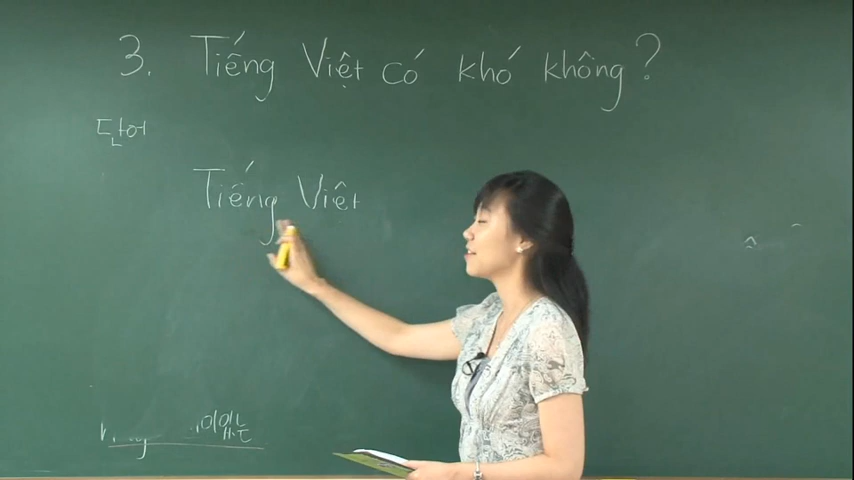 3. Tiếng Việt có khó không?
단어
Tiếng Việt